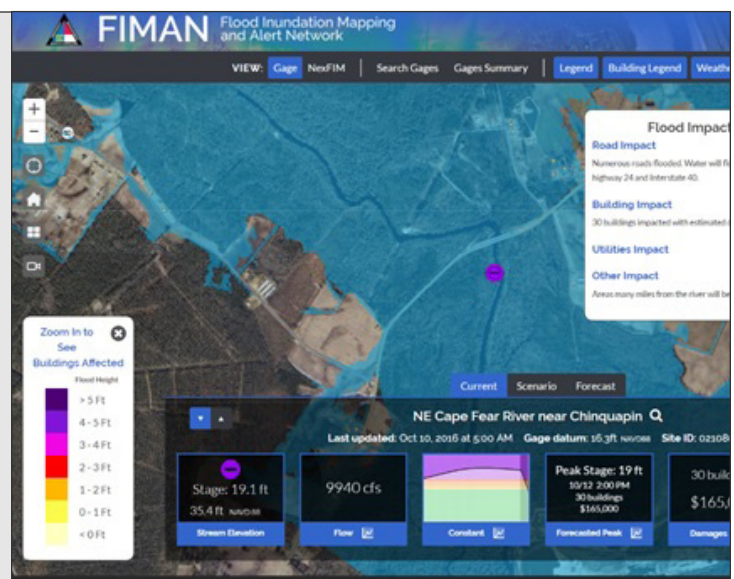 FIMAN
Flood Inundation Mapping
and Alert Network
VIEW: Gage NexFIM Search Gages Gages Summary Legend Building Legend
Flood
Road Impact
Numerous roads flooded. Water will
highway 24 and Interstate 40.
Building Impact
30 buildings impacted with estimated
Utilities Impact
Other Impact
Areas many miles from the river will be
Zoom In to
See
Buildings Affected
Flood Height
> 5 Ft
4 - 5 Ft
3 - 4 Ft
2 - 3 Ft
1 - 2 Ft
0 - 1 Ft
< 0 Ft
Current Scenario Forecast
NE Cape Fear River near Chinquapin
Last updated: Oct 10, 2016 at 5:00 AM Gage datum: 16.3ft NAVD88 Site ID: 02108
Stage: 19.1 ft
35.4 ft NAVD 88
Stream Elevation
9940 cfs
Flow
Constant
Peak Stage: 19 ft
10/12 2:00 PM
30 buildings
$165,000
Forecasted Peak
30
$165,
Damages